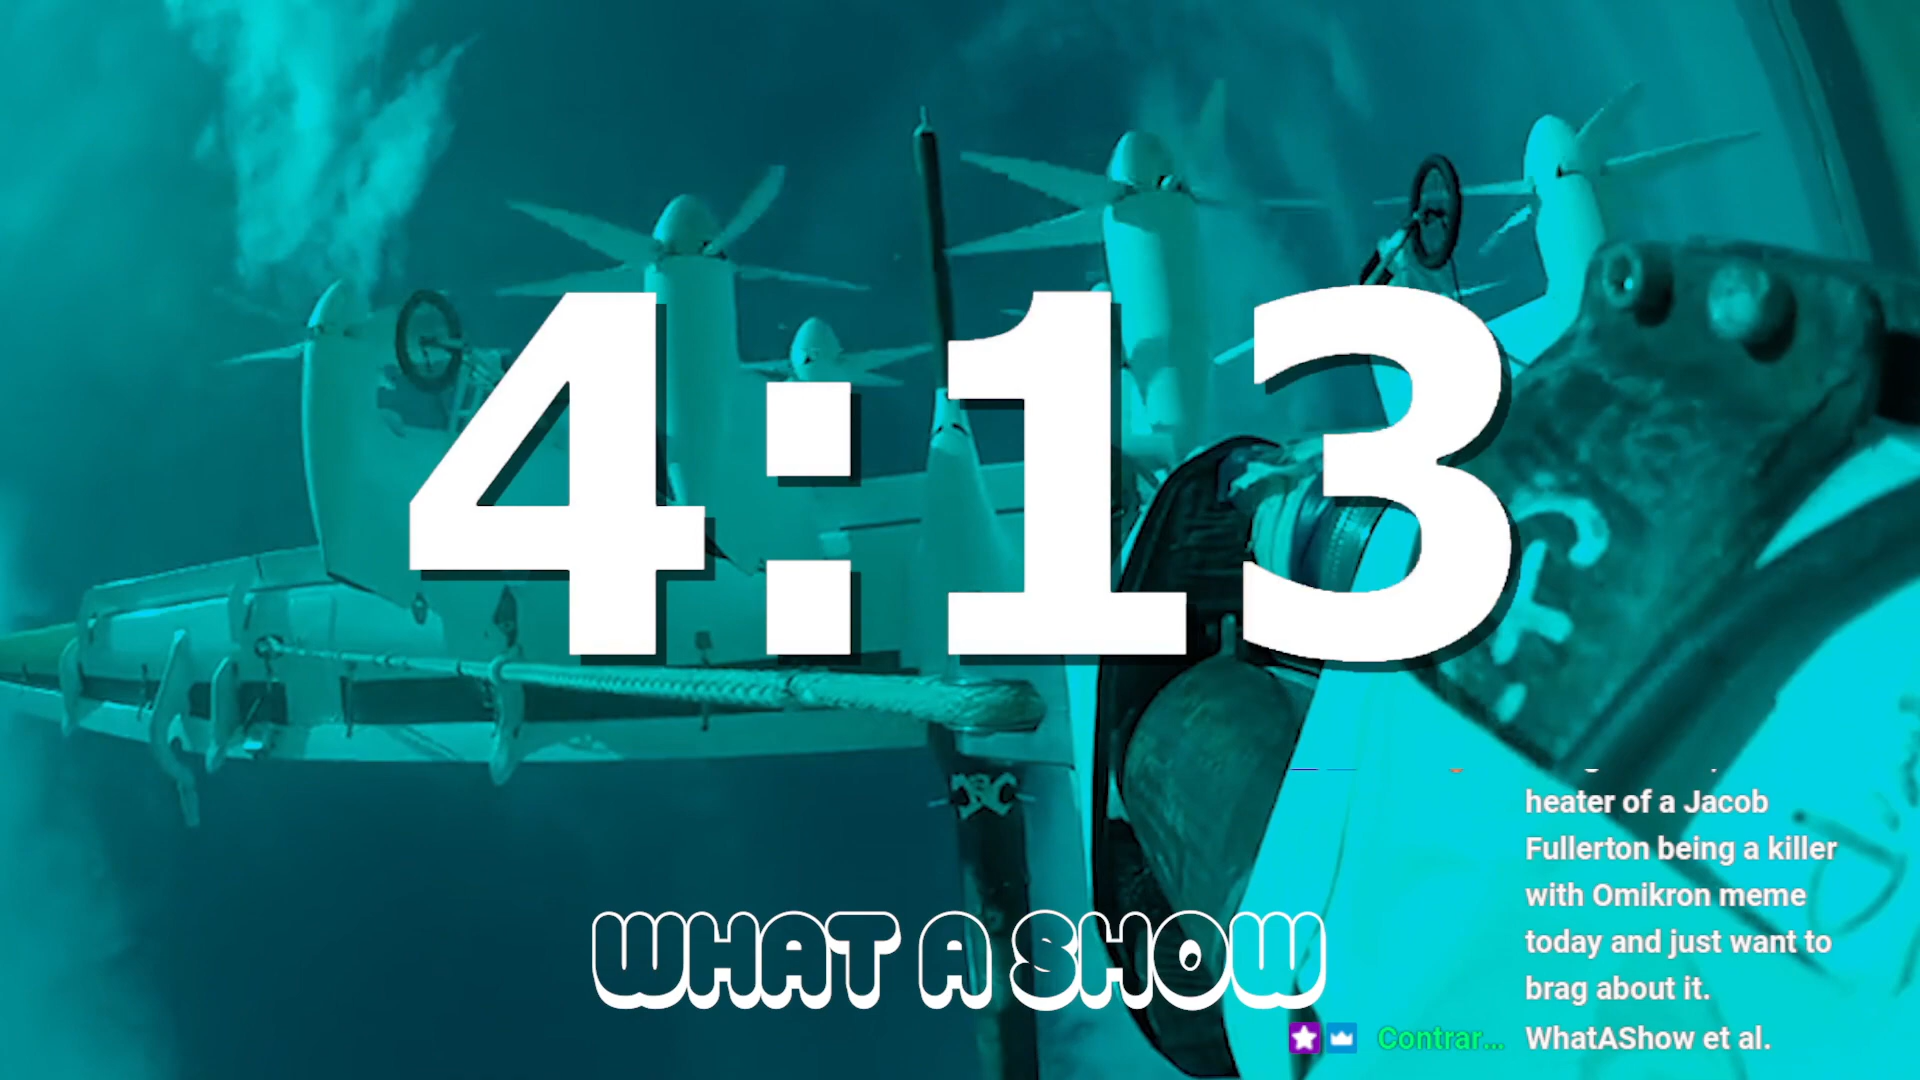 4:13
heater of a Jacob
Fullerton being a killer
with Omikron meme
today and just want to
brag about it.
WHAT A SHOW
Contrar... WhatAShow et al.